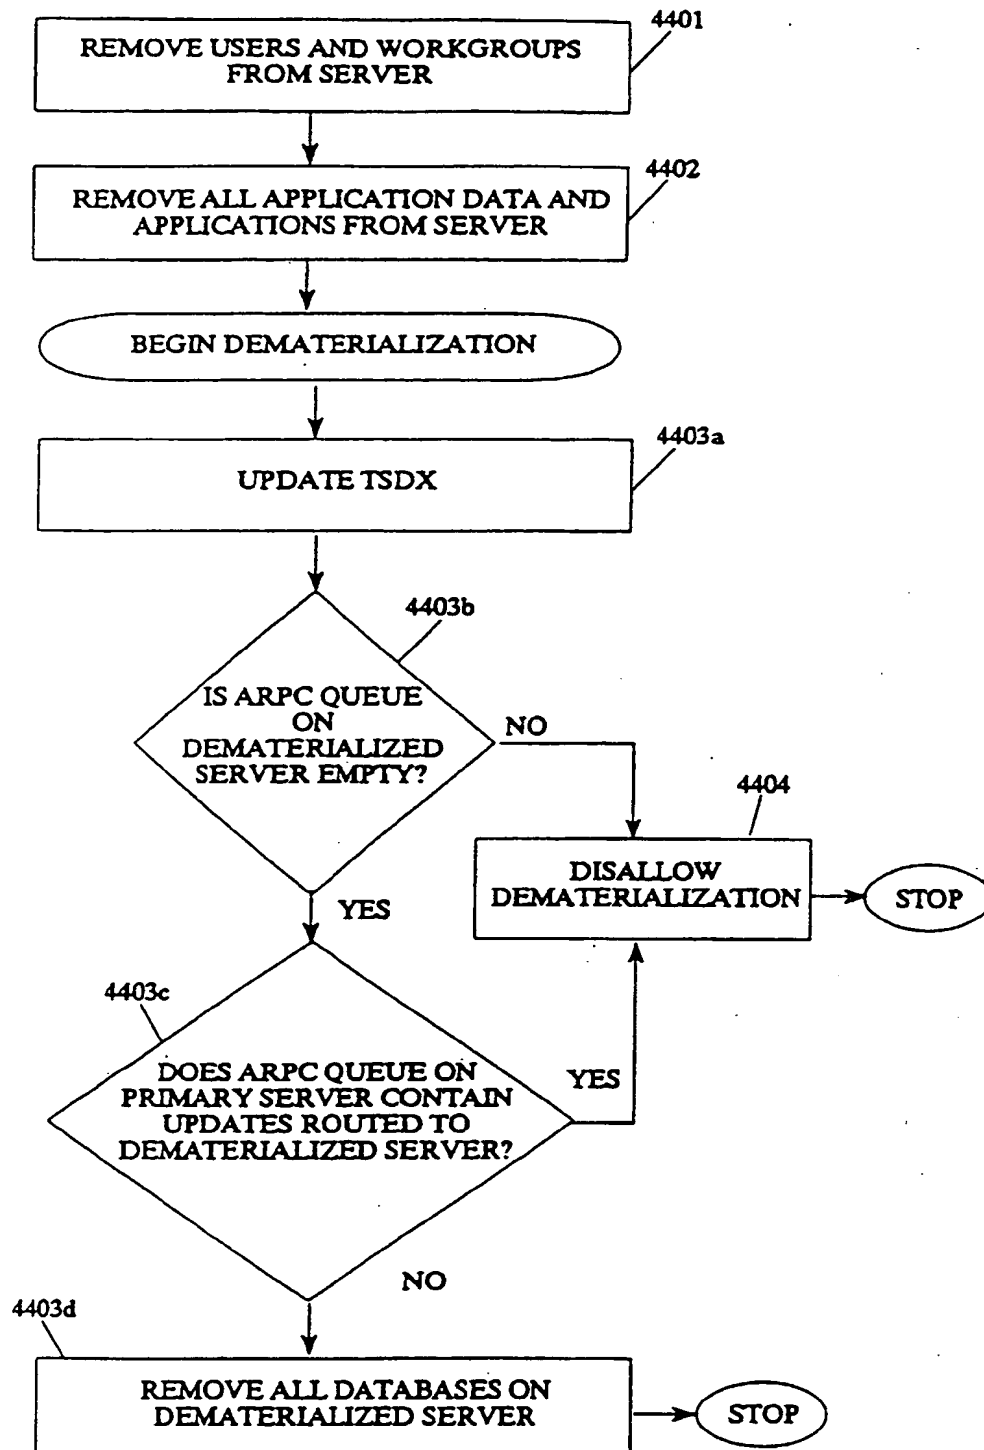 4401
REMOVE USERS AND WORKGROUPS
FROM SERVER
4402
REMOVE ALL APPLICATION DATA AND
APPLICATIONS FROM SERVER
BEGIN DEMATERIALIZATION
4403a
UPDATE TSDX
4403b
IS ARPC QUEUE
ON
DEMATERIALIZED
SERVER EMPTY?
NO
4404
DISALLOW
DEMATERIALIZATION
STOP
YES
4403c
DOES ARPC QUEUE ON
PRIMARY SERVER CONTAIN
UPDATES ROUTED TO
DEMATERIALIZED SERVER?
YES
NO
4403d
REMOVE ALL DATABASES ON
DEMATERIALIZED SERVER
STOP